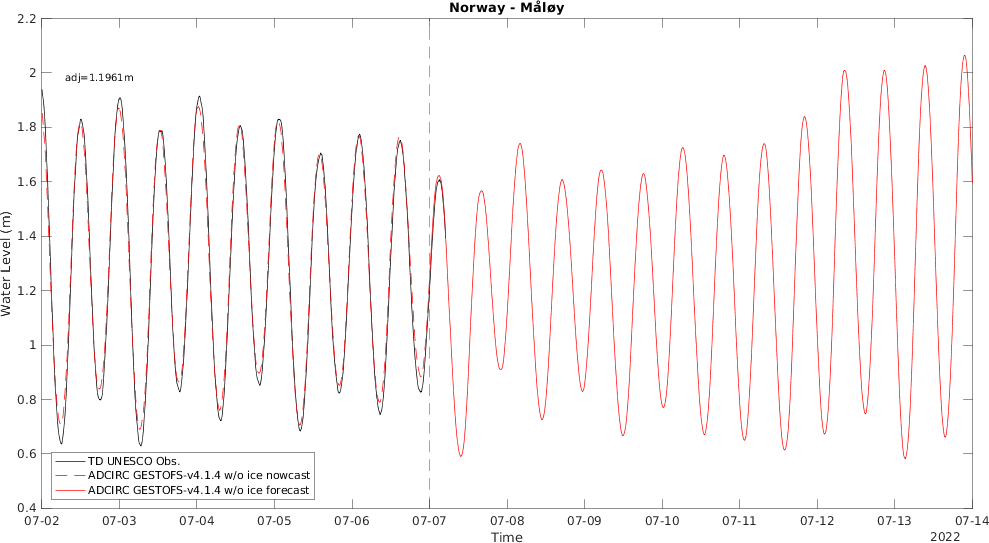 Norway - Måløy
adj=1.1961m
Water Level (m)
2.2
2
1.8
1.6
1.4
1.2
1
0.8
0.6
0.4
TD UNESCO Obs.
ADCIRC GESTOFS-v4.1.4 w/o ice nowcast
ADCIRC GESTOFS-v4.1.4 w/o ice forecast
07-02 07-03 07-04 07-05 07-06 07-07 07-08 07-09 07-10 07-11 07-12 07-13 07-14
Time
2022